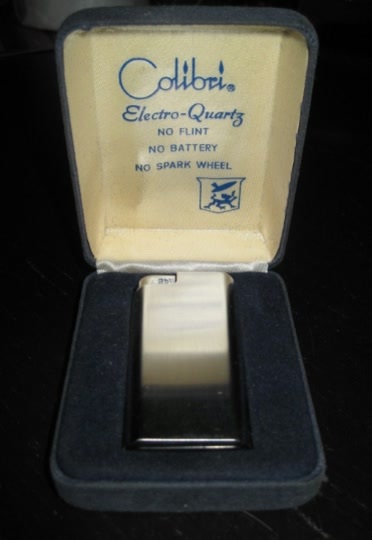 Colibri®
Electro-Quartz
NO FLINT
NO BATTERY
NO SPARK WHEEL